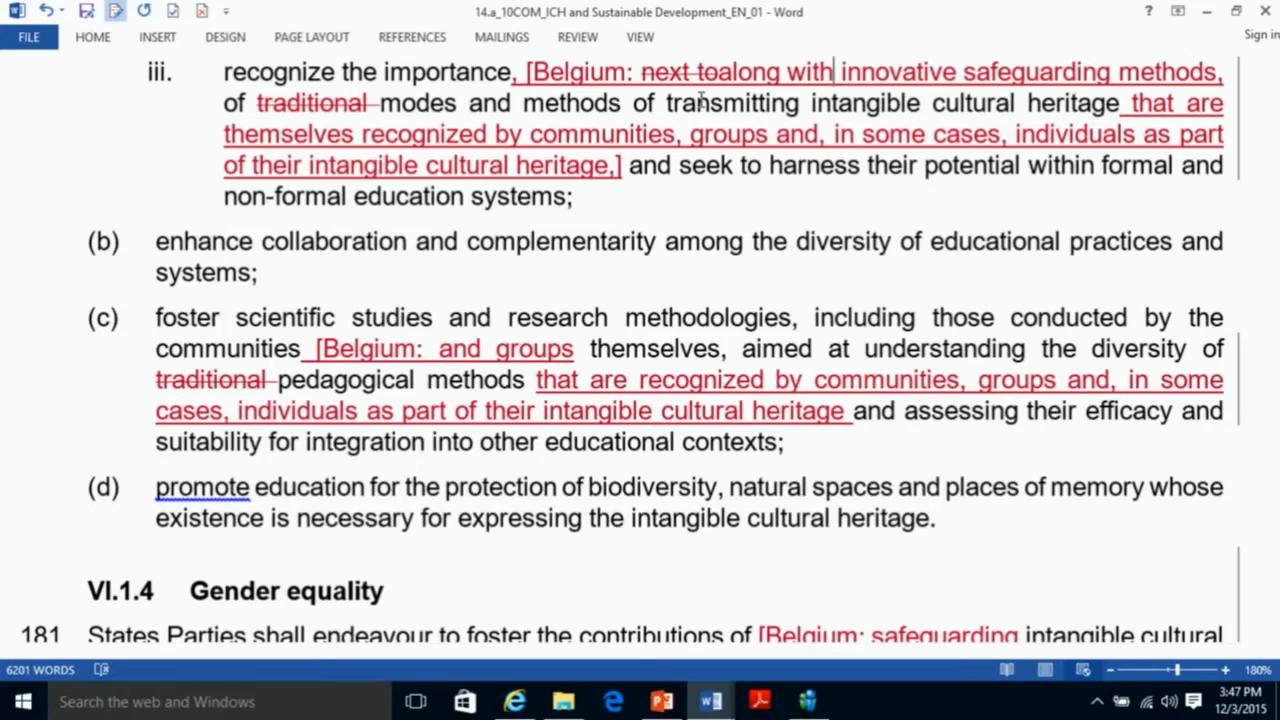 14.a_10COM_ICH and Sustainable Development_EN_01 - Word
FILE HOME INSERT DESIGN PAGE LAYOUT REFERENCES MAILINGS REVIEW VIEW Sign in
iii. recognize the importance, [Belgium: next toalong with innovative safeguarding methods,
of traditional modes and methods of transmitting intangible cultural heritage that are
themselves recognized by communities, groups and, in some cases, individuals as part
of their intangible cultural heritage,] and seek to harness their potential within formal and
non-formal education systems;
(b) enhance collaboration and complementarity among the diversity of educational practices and
systems;
(c) foster scientific studies and research methodologies, including those conducted by the
communities [Belgium: and groups themselves, aimed at understanding the diversity of
traditional pedagogical methods that are recognized by communities, groups and, in some
cases, individuals as part of their intangible cultural heritage and assessing their efficacy and
suitability for integration into other educational contexts;
(d) promote education for the protection of biodiversity, natural spaces and places of memory whose
existence is necessary for expressing the intangible cultural heritage.
VI.1.4 Gender equality
181 States Parties shall endeavour to foster the contributions of [Belgium: safeguarding intangible cultural
6201 WORDS 180%
Search the web and Windows
3:47 PM
12/3/2015